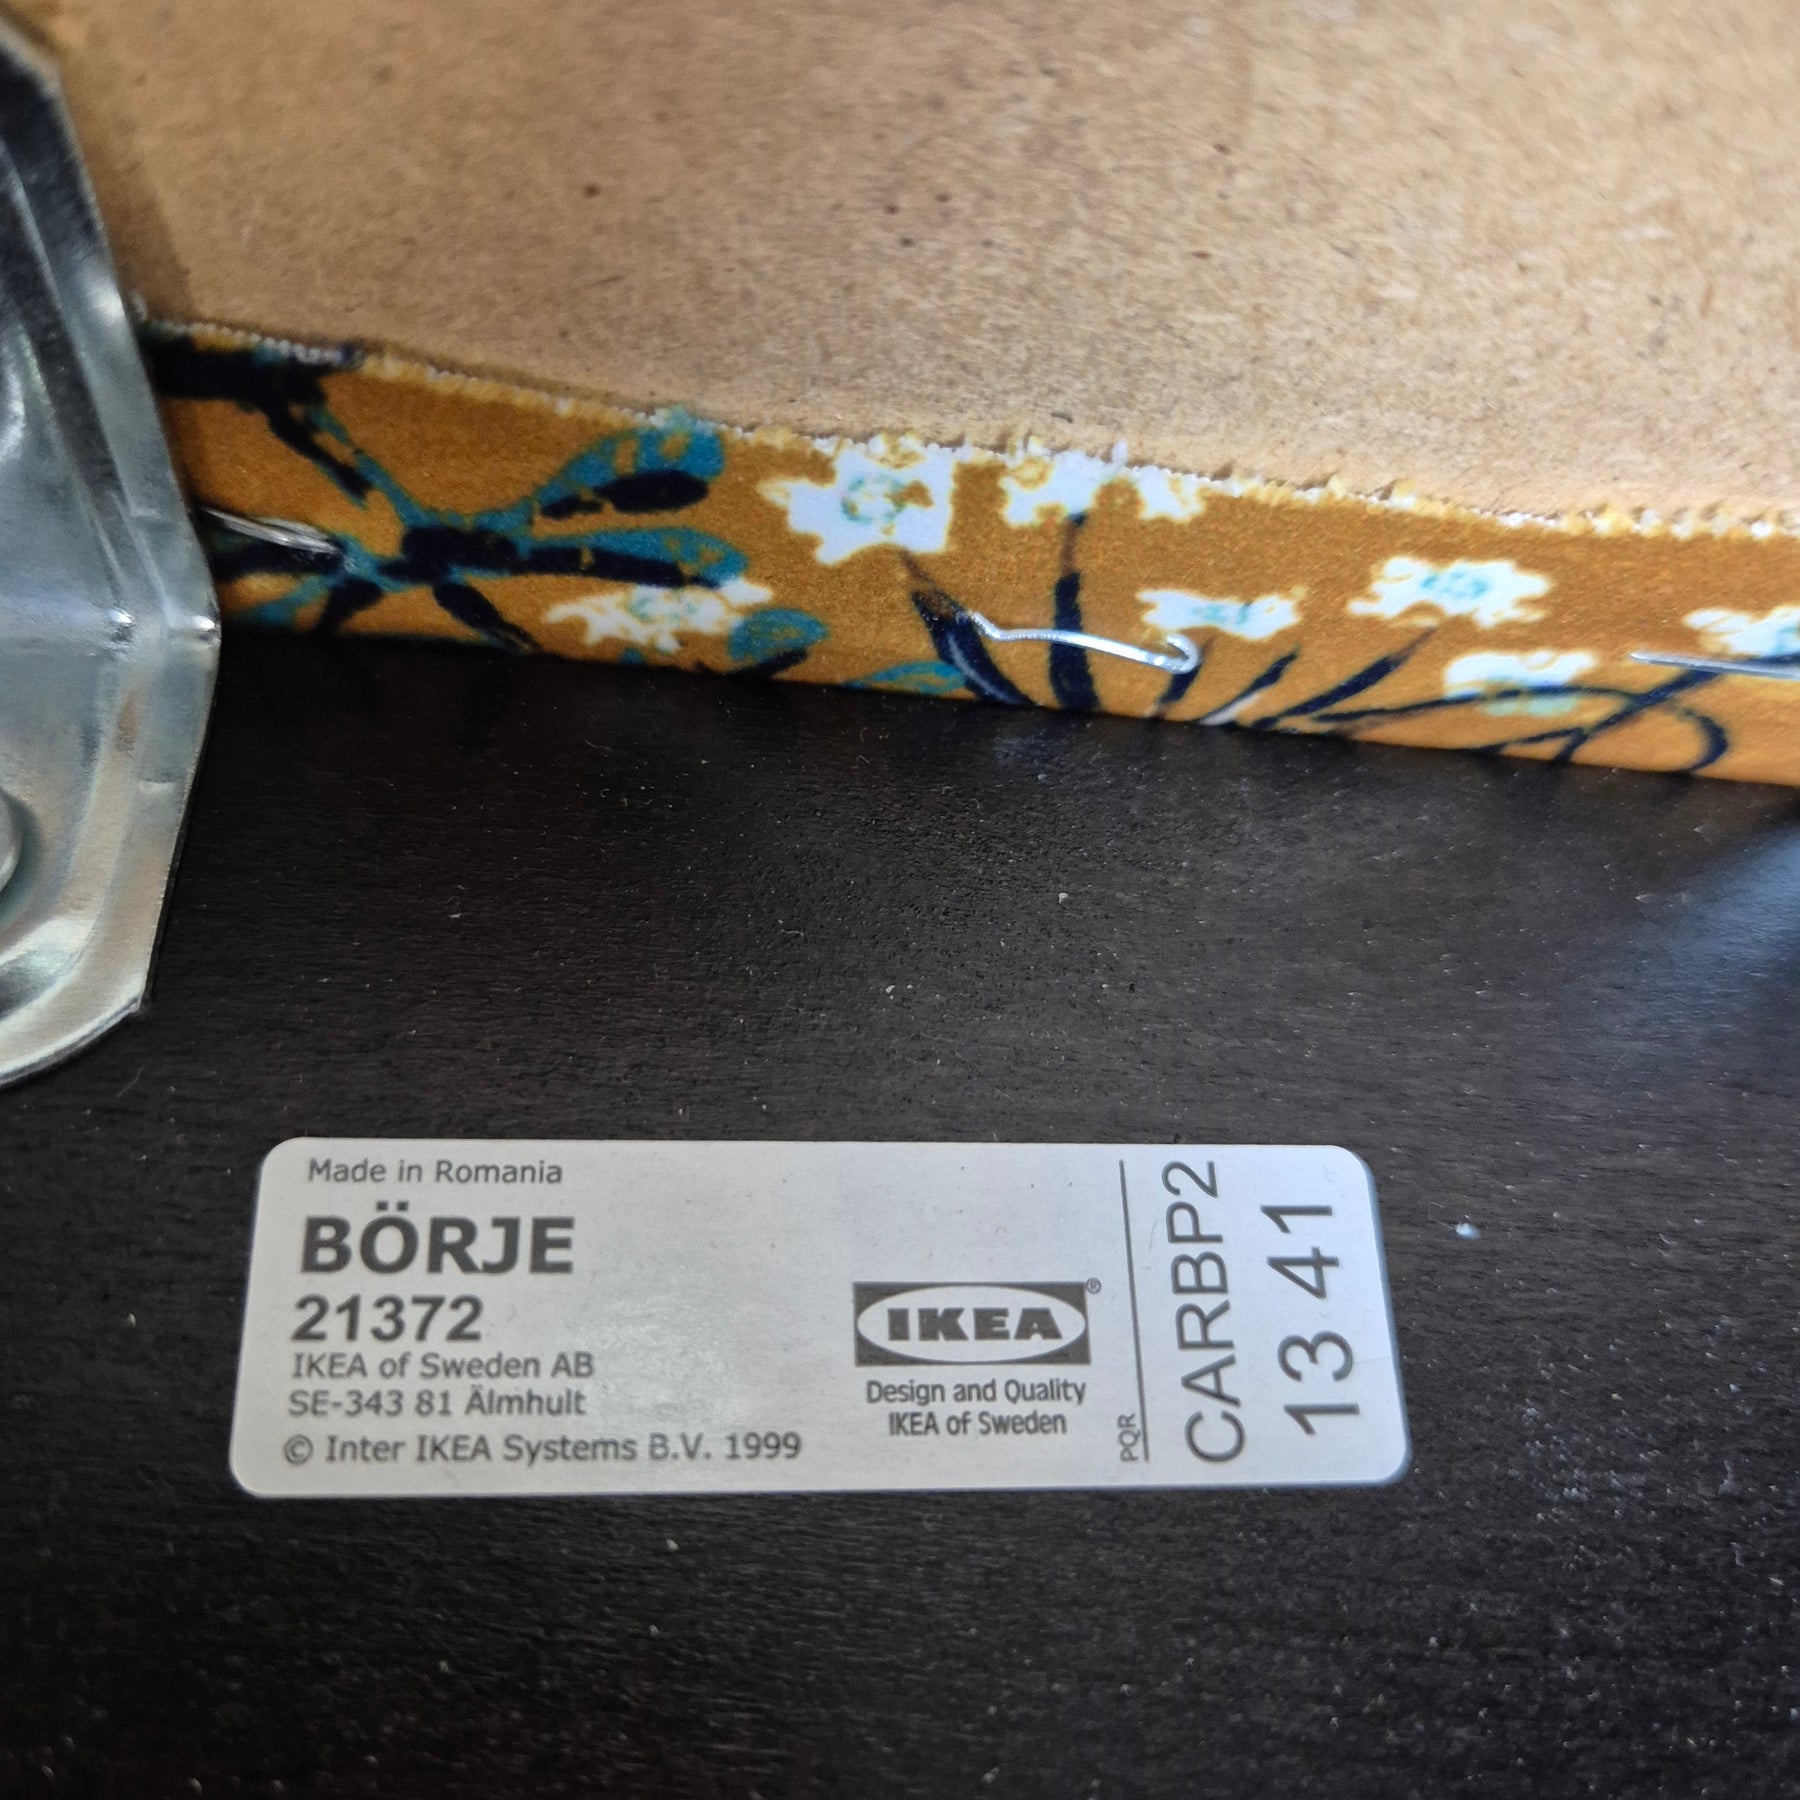 Made in Romania
BÖRJE
21372
IKEA of Sweden AB
SE-343 81 Älmhult
© Inter IKEA Systems B.V. 1999
IKEA®
Design and Quality
IKEA of Sweden
PQR
CARBP2
13 41